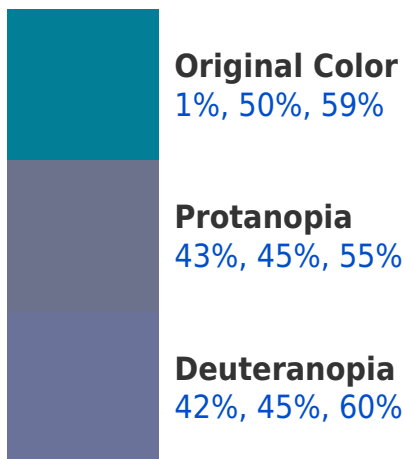 Original Color
1%, 50%, 59%
Protanopia
43%, 45%, 55%
Deuteranopia
42%, 45%, 60%